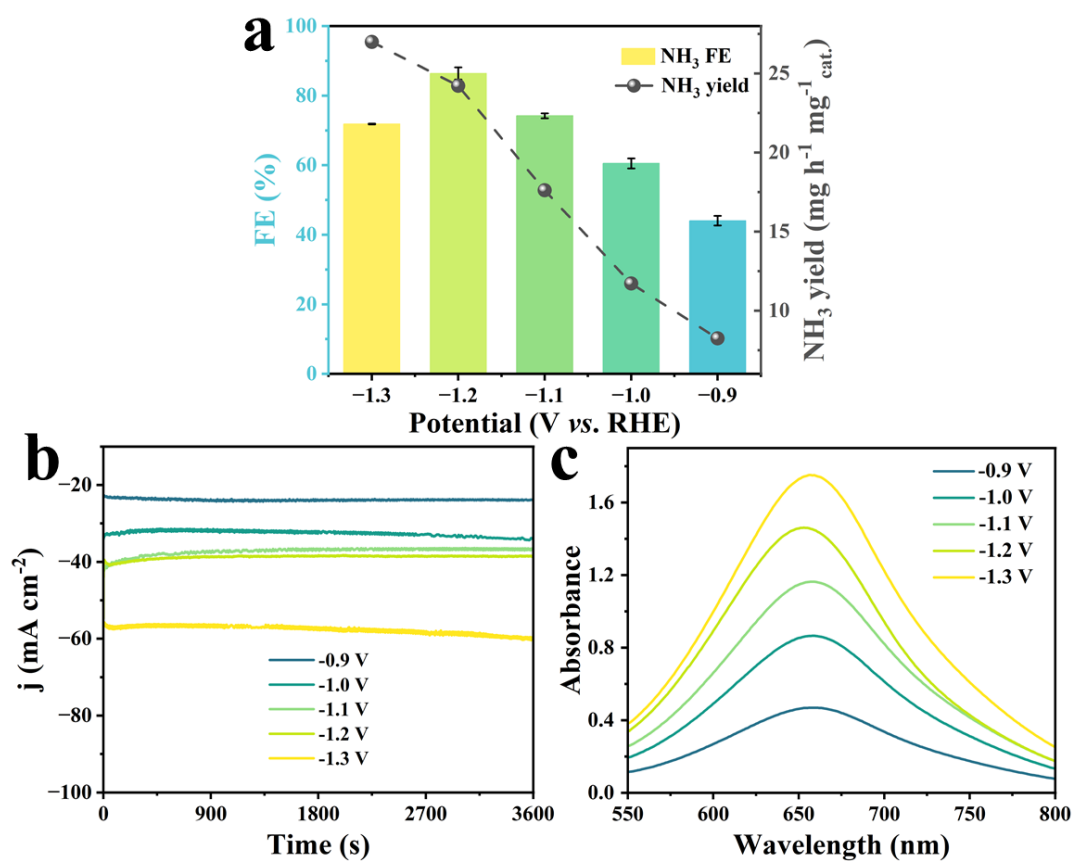 a
100
80
60
40
20
0
FE (%)
NH₃ FE
NH₃ yield
25
20
15
10
NH₃ yield (mg h⁻¹ mg⁻¹cat.)
−1.3 −1.2 −1.1 −1.0 −0.9
Potential (V vs. RHE)
b
−20
−40
−60
−80
−100
j (mA cm⁻²)
-0.9 V
-1.0 V
-1.1 V
-1.2 V
-1.3 V
0 900 1800 2700 3600
Time (s)
c
1.6
1.2
0.8
0.4
0.0
Absorbance
-0.9 V
-1.0 V
-1.1 V
-1.2 V
-1.3 V
550 600 650 700 750 800
Wavelength (nm)